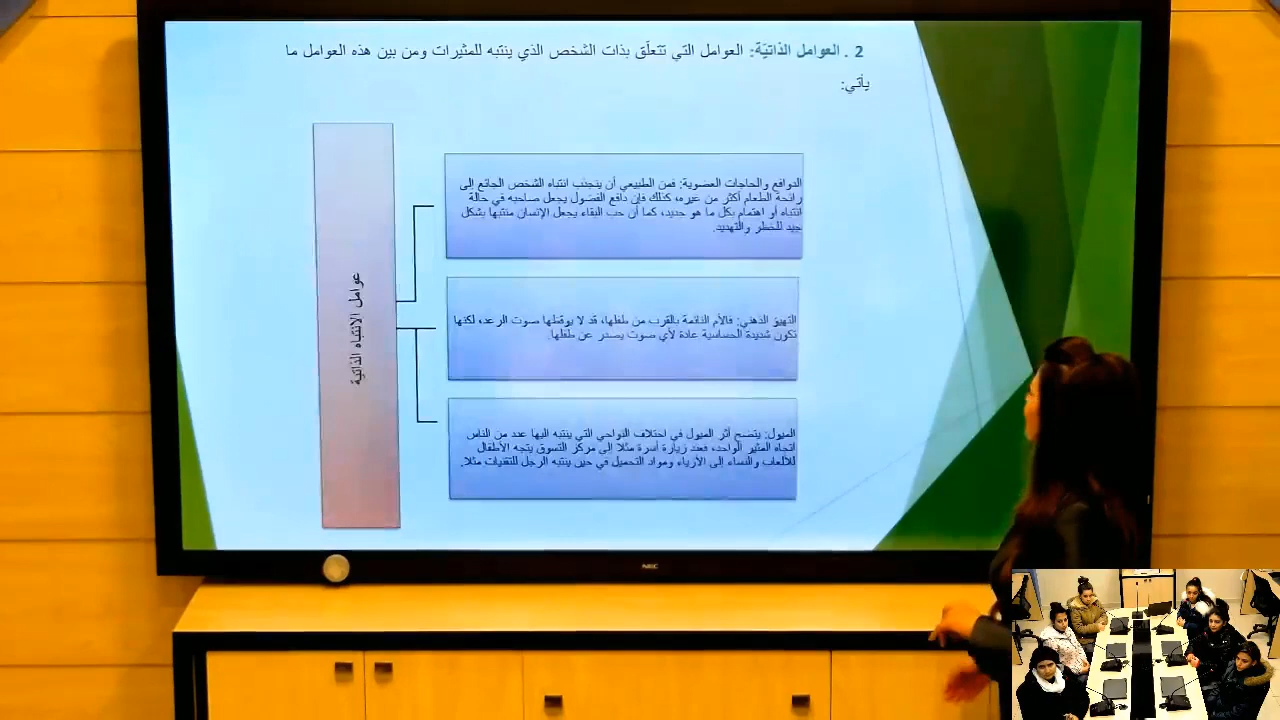 2 . العوامل الذّاتيّة: العوامل التي تتعلّق بذات الشخص الذي ينتبه للمثيرات ومن بين هذه العوامل ما
يأتي:
عوامل الانتباه الذاتية
الدوافع والحاجات العضوية: فمن الطبيعي أن ينجذب انتباه الشخص الجائع إلى
رائحة الطعام أكثر من غيره، كذلك فإن دافع الفضول يجعل صاحبه في حالة
انتباه أو اهتمام بكل ما هو جديد، كما أن حب البقاء يجعل الإنسان منتبها بشكل
جيد للخطر والتهديد.
التهيؤ الذهني: فالأم النائمة بالقرب من طفلها، قد لا يوقظها صوت الرعد، لكنها
تكون شديدة الحساسية عادة لأي صوت يصدر عن طفلها.
الميول: يتضح أثر الميول في اختلاف النواحي التي ينتبه اليها عدد من الناس
اتجاه المثير الواحد، فعند زيارة أسرة مثلا إلى مركز التسوق يتجه الأطفال
للألعاب والنساء إلى الأزياء ومواد التجميل في حين ينتبه الرجل للتقنيات مثلا.
NEC